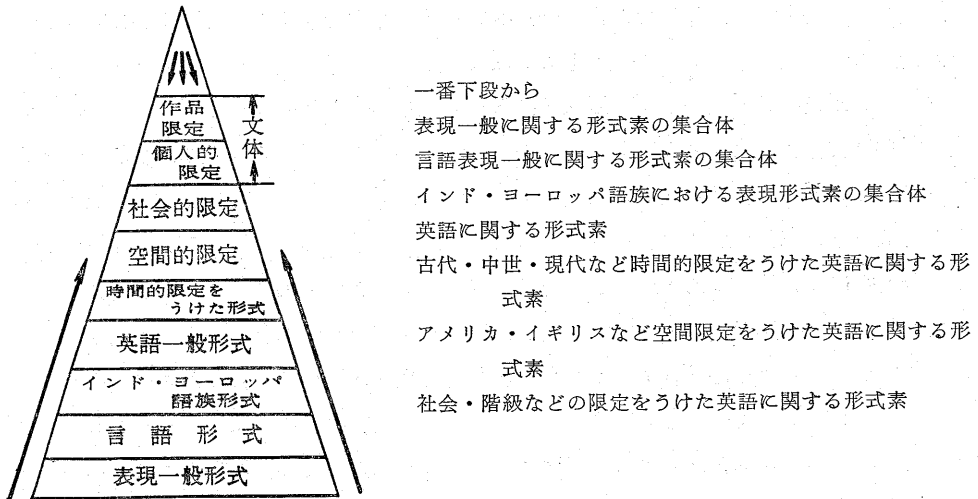 作品
限定
個人的
限定
文体
社会的限定
空間的限定
時間的限定を
うけた形式
英語一般形式
インド・ヨーロッパ
語族形式
言語形式
表現一般形式
一番下段から
表現一般に関する形式素の集合体
言語表現一般に関する形式素の集合体
インド・ヨーロッパ語族における表現形式素の集合体
英語に関する形式素
古代・中世・現代など時間的限定をうけた英語に関する形
式素
アメリカ・イギリスなど空間限定をうけた英語に関する形
式素
社会・階級などの限定をうけた英語に関する形式素